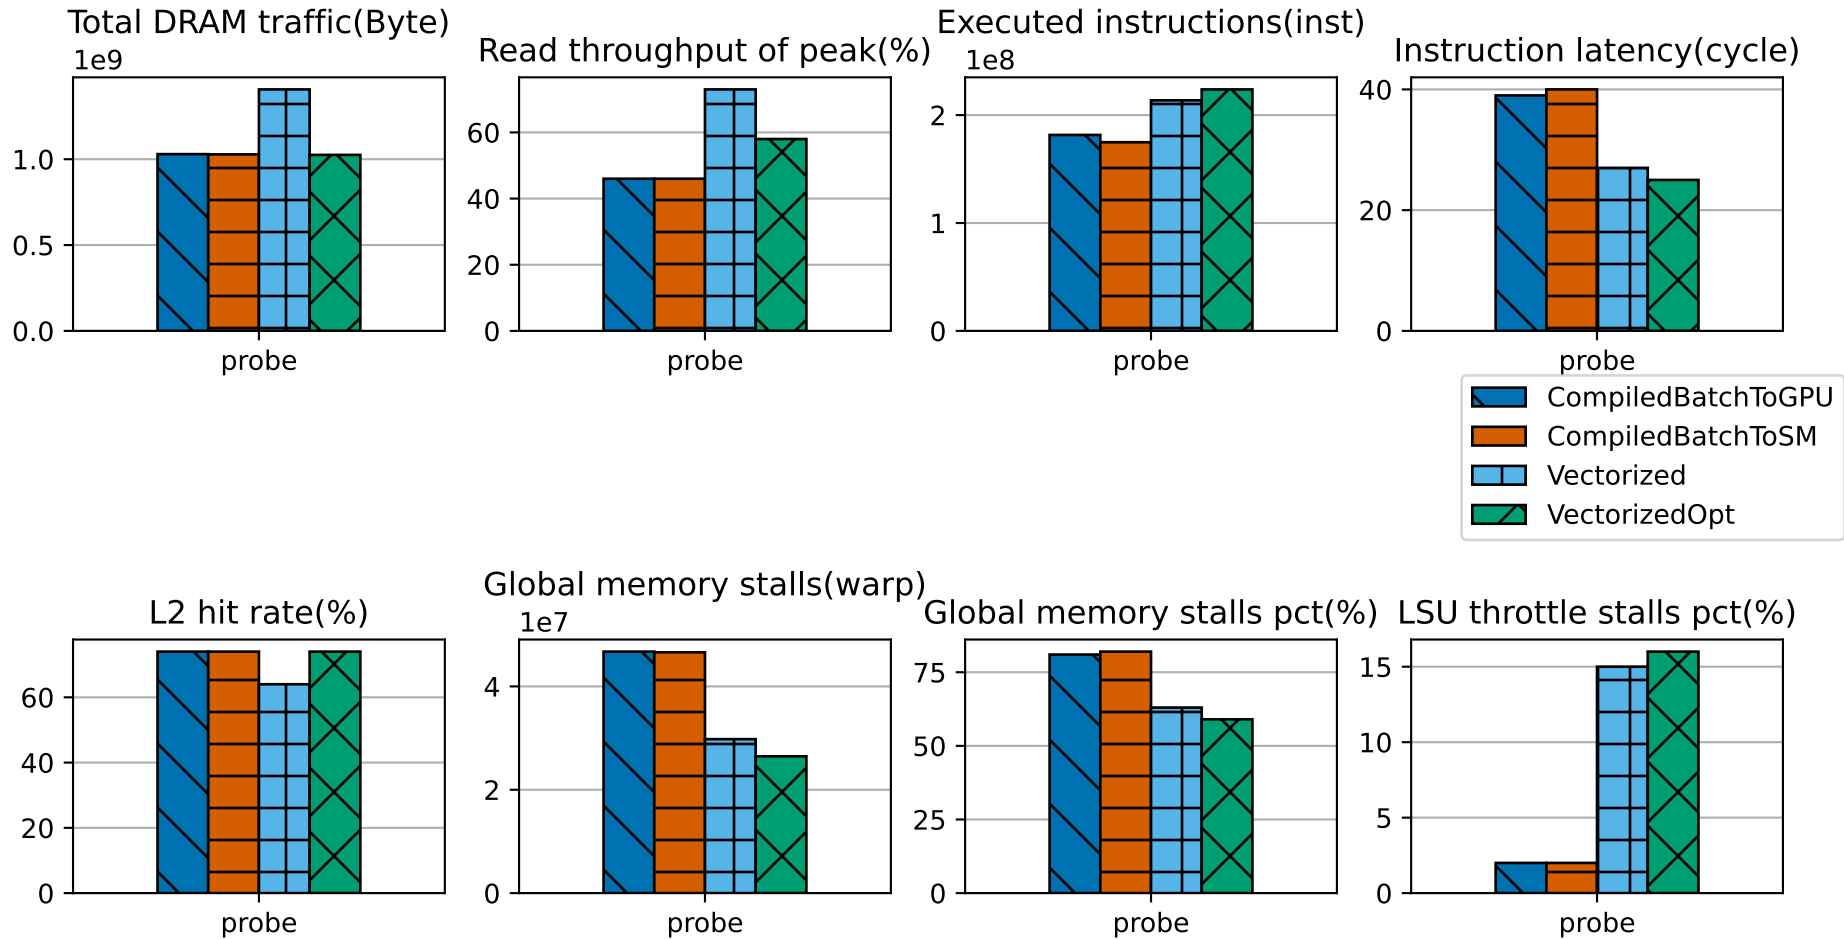 Total DRAM traffic(Byte)
1e9
1.0
0.5
0.0
probe
Read throughput of peak(%)
60
40
20
0
probe
Executed instructions(inst)
1e8
2
1
0
probe
Instruction latency(cycle)
40
20
0
probe
CompiledBatchToGPU
CompiledBatchToSM
Vectorized
VectorizedOpt
L2 hit rate(%)
60
40
20
0
probe
Global memory stalls(warp)
1e7
4
2
0
probe
Global memory stalls pct(%)
75
50
25
0
probe
LSU throttle stalls pct(%)
15
10
5
0
probe